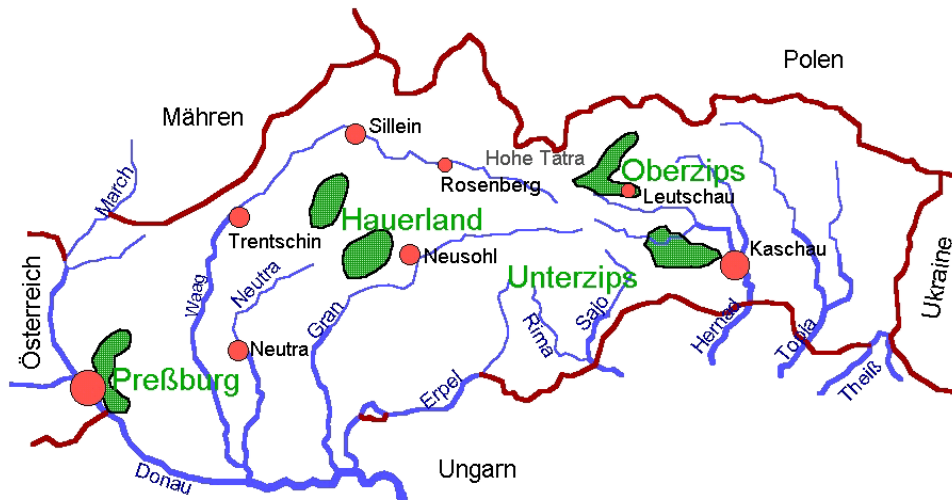 Polen
Mähren
Sillein
Hohe Tatra
Rosenberg
Oberzips
Leutschau
March
Hauerland
Trentschin
Neusohl
Kaschau
Österreich
Waag
Neutra
Gran
Unterzips
Rima
Sajo
Hernad
Topla
Ukraine
Neutra
Preßburg
Erpel
Theiß
Donau
Ungarn